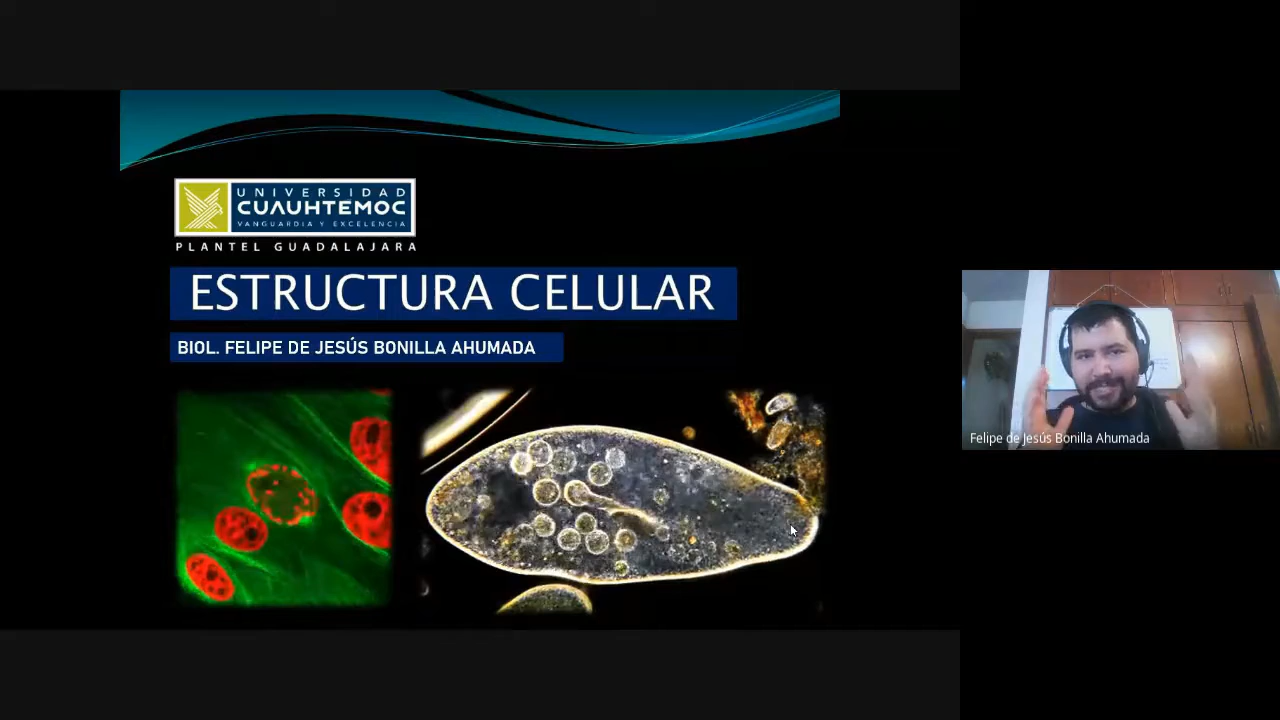 UNIVERSIDAD
CUAUHTEMOC
VANGUARDIA Y EXCELENCIA
PLANTEL GUADALAJARA
ESTRUCTURA CELULAR
BIOL. FELIPE DE JESÚS BONILLA AHUMADA
Felipe de Jesús Bonilla Ahumada